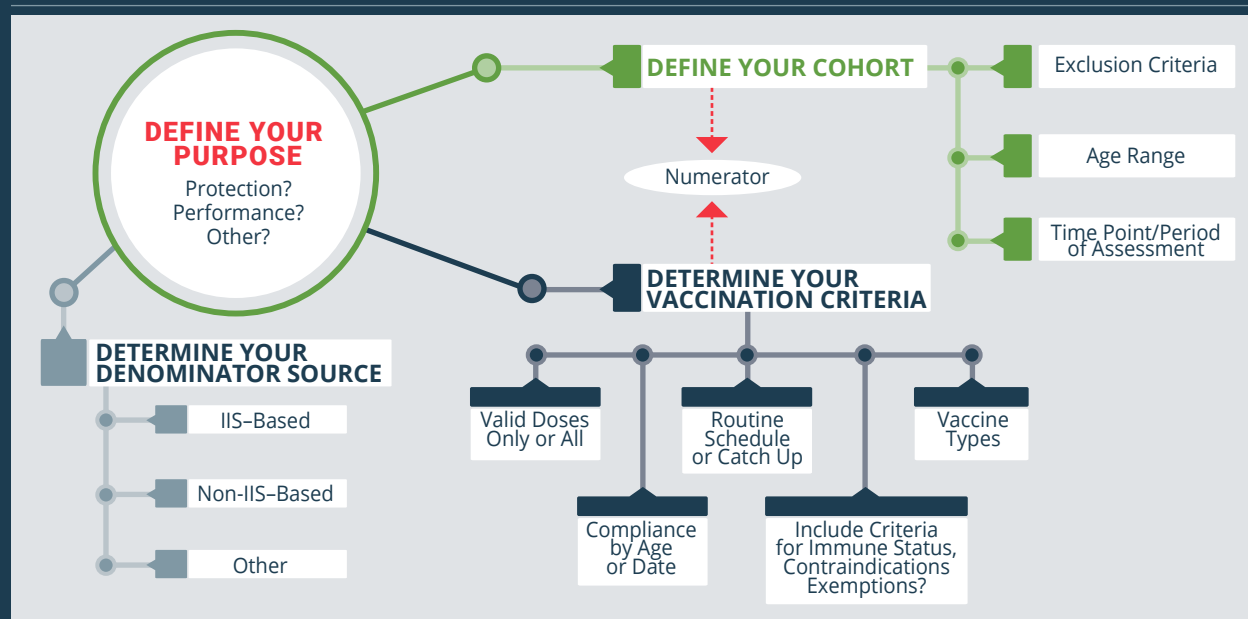 DEFINE YOUR
PURPOSE
Protection?
Performance?
Other?
DEFINE YOUR COHORT
Exclusion Criteria
Age Range
Time Point/Period
of Assessment
Numerator
DETERMINE YOUR
VACCINATION CRITERIA
Valid Doses
Only or All
Compliance
by Age
or Date
Routine
Schedule
or Catch Up
Include Criteria
for Immune Status,
Contraindications
Exemptions?
Vaccine
Types
DETERMINE YOUR
DENOMINATOR SOURCE
IIS–Based
Non-IIS–Based
Other